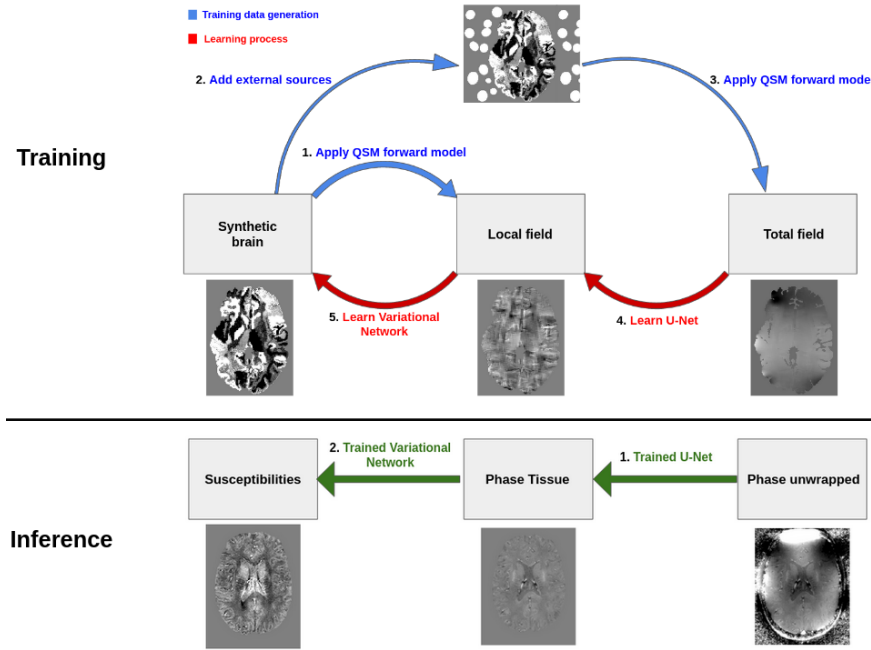 Training data generation
Learning process
2. Add external sources
3. Apply QSM forward model
1. Apply QSM forward model
Training
Synthetic
brain
Local field
Total field
5. Learn Variational
Network
4. Learn U-Net
2. Trained Variational
Network
1. Trained U-Net
Susceptibilities
Phase Tissue
Phase unwrapped
Inference